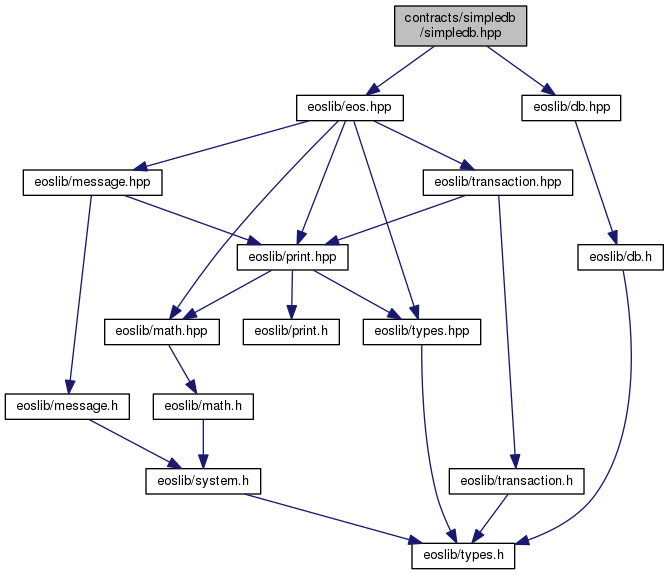 contracts/simpledb
/simpledb.hpp
eoslib/eos.hpp
eoslib/db.hpp
eoslib/message.hpp
eoslib/transaction.hpp
eoslib/print.hpp
eoslib/db.h
eoslib/math.hpp
eoslib/print.h
eoslib/types.hpp
eoslib/message.h
eoslib/math.h
eoslib/system.h
eoslib/transaction.h
eoslib/types.h